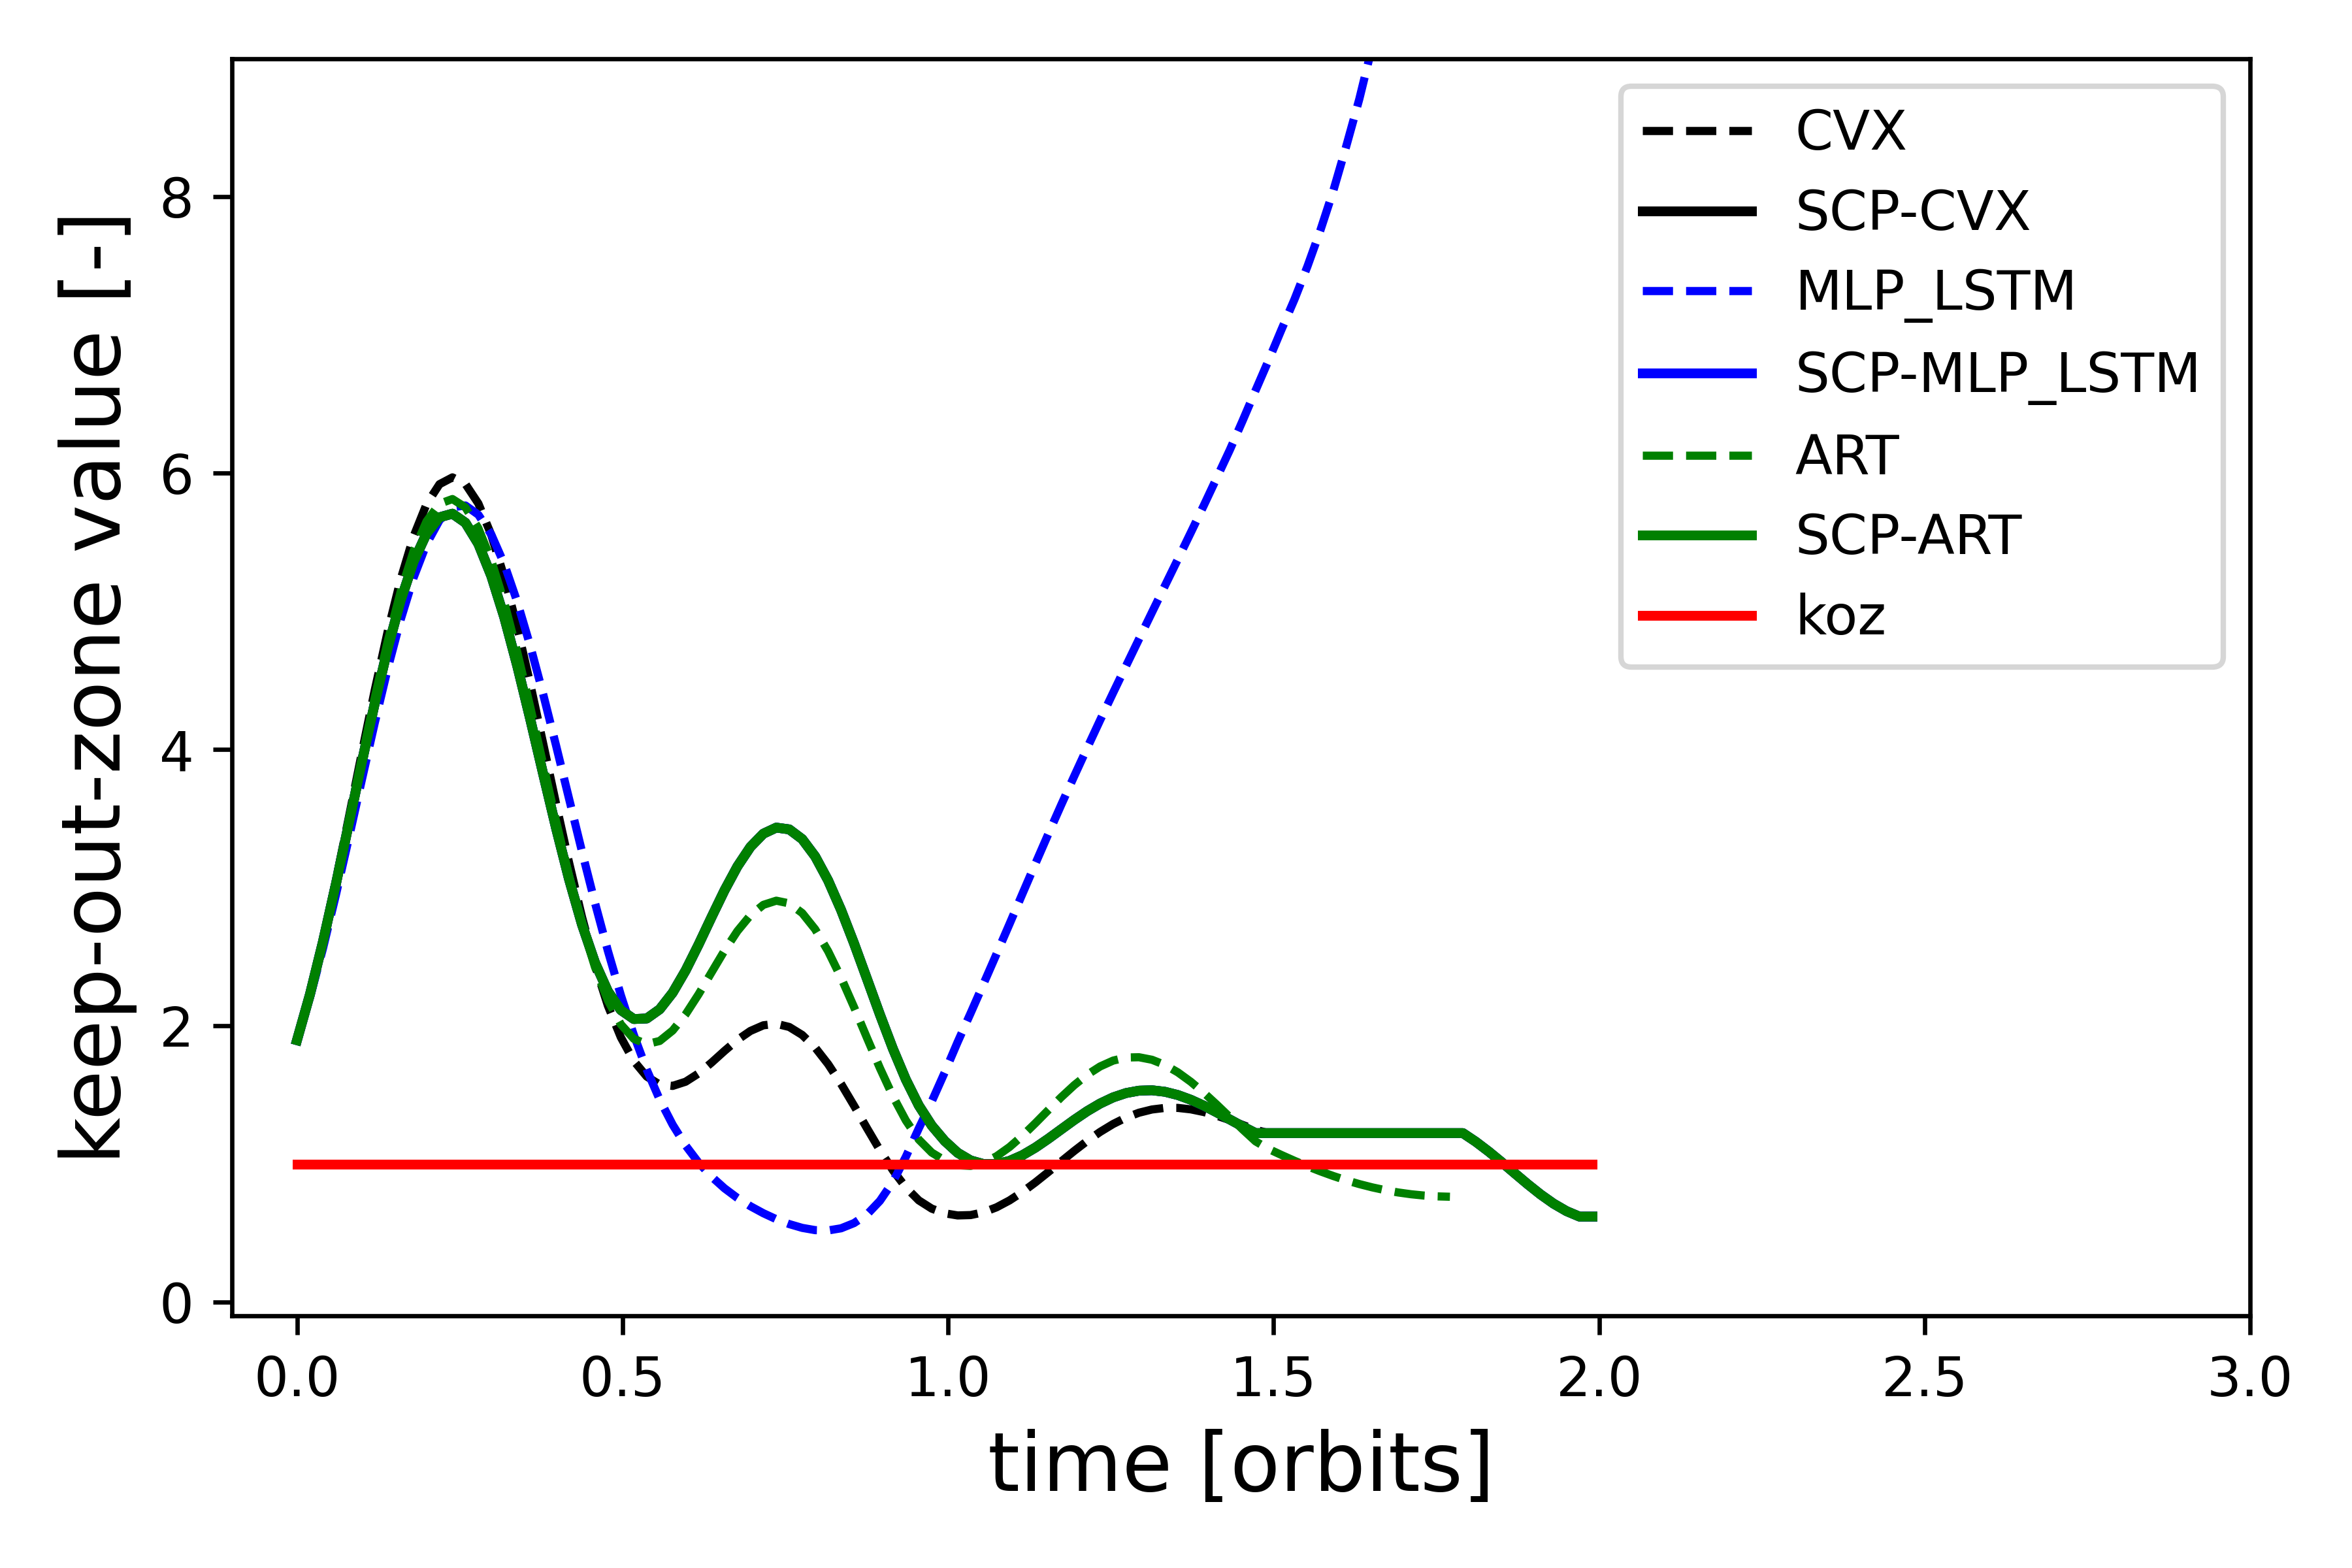 keep-out-zone value [-]
8
6
4
2
0
CVX
SCP-CVX
MLP_LSTM
SCP-MLP_LSTM
ART
SCP-ART
koz
0.0 0.5 1.0 1.5 2.0 2.5 3.0
time [orbits]